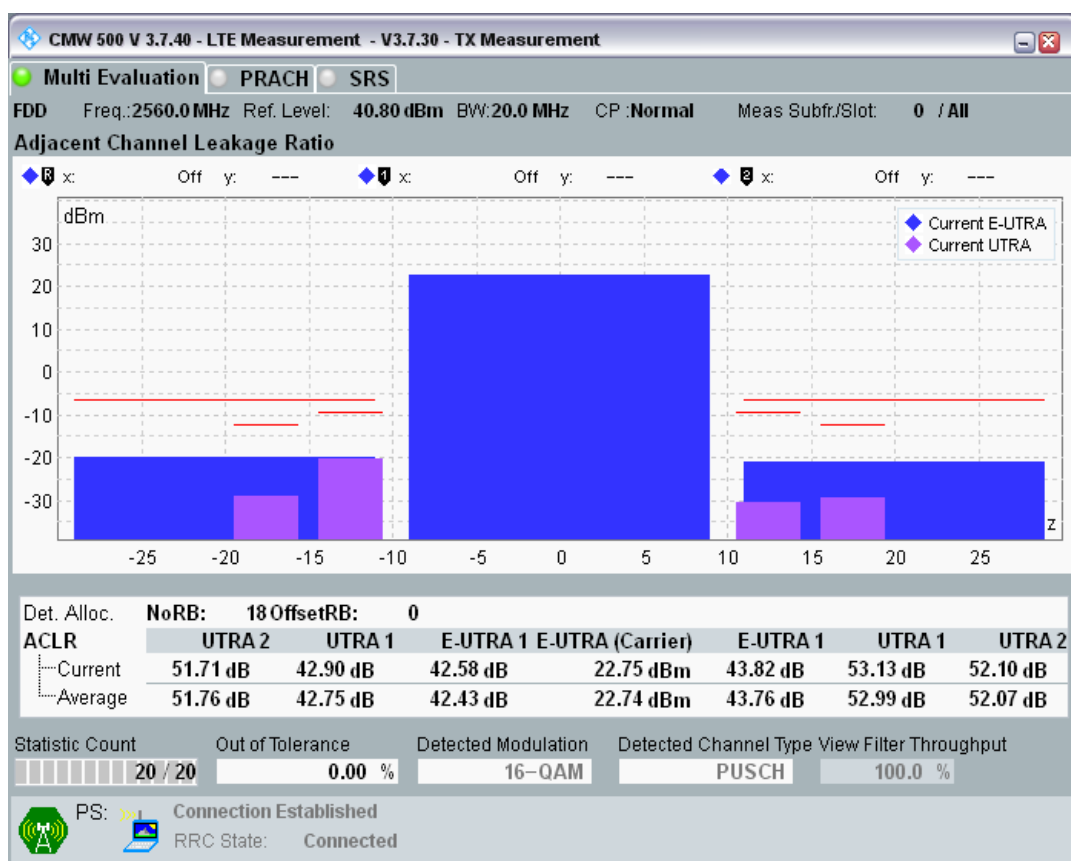 CMW 500 V 3.7.40 - LTE Measurement - V3.7.30 - TX Measurement
Multi Evaluation PRACH SRS
FDD Freq.:2560.0 MHz Ref. Level: 40.80 dBm BW:20.0 MHz CP :Normal Meas Subfr./Slot: 0 / All
Adjacent Channel Leakage Ratio
R x: Off y: --- 1 x: Off y: --- 2 x: Off y: ---
dBm
Current E-UTRA
Current UTRA
30
20
10
0
-10
-20
-30
z
-25 -20 -15 -10 -5 0 5 10 15 20 25
Det. Alloc. NoRB: 18 OffsetRB: 0
ACLR UTRA 2 UTRA 1 E-UTRA 1 E-UTRA (Carrier) E-UTRA 1 UTRA 1 UTRA 2
Current 51.71 dB 42.90 dB 42.58 dB 22.75 dBm 43.82 dB 53.13 dB 52.10 dB
Average 51.76 dB 42.75 dB 42.43 dB 22.74 dBm 43.76 dB 52.99 dB 52.07 dB
Statistic Count Out of Tolerance Detected Modulation Detected Channel Type View Filter Throughput
20 / 20 0.00 % 16-QAM PUSCH 100.0 %
PS: Connection Established
RRC State: Connected